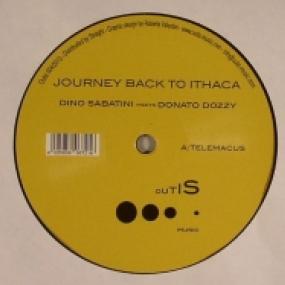 JOURNEY BACK TO ITHACA
DINO SABATINI MEETS DONATO DOZZY
A/TELEMACUS
OUTIS
MUSIC